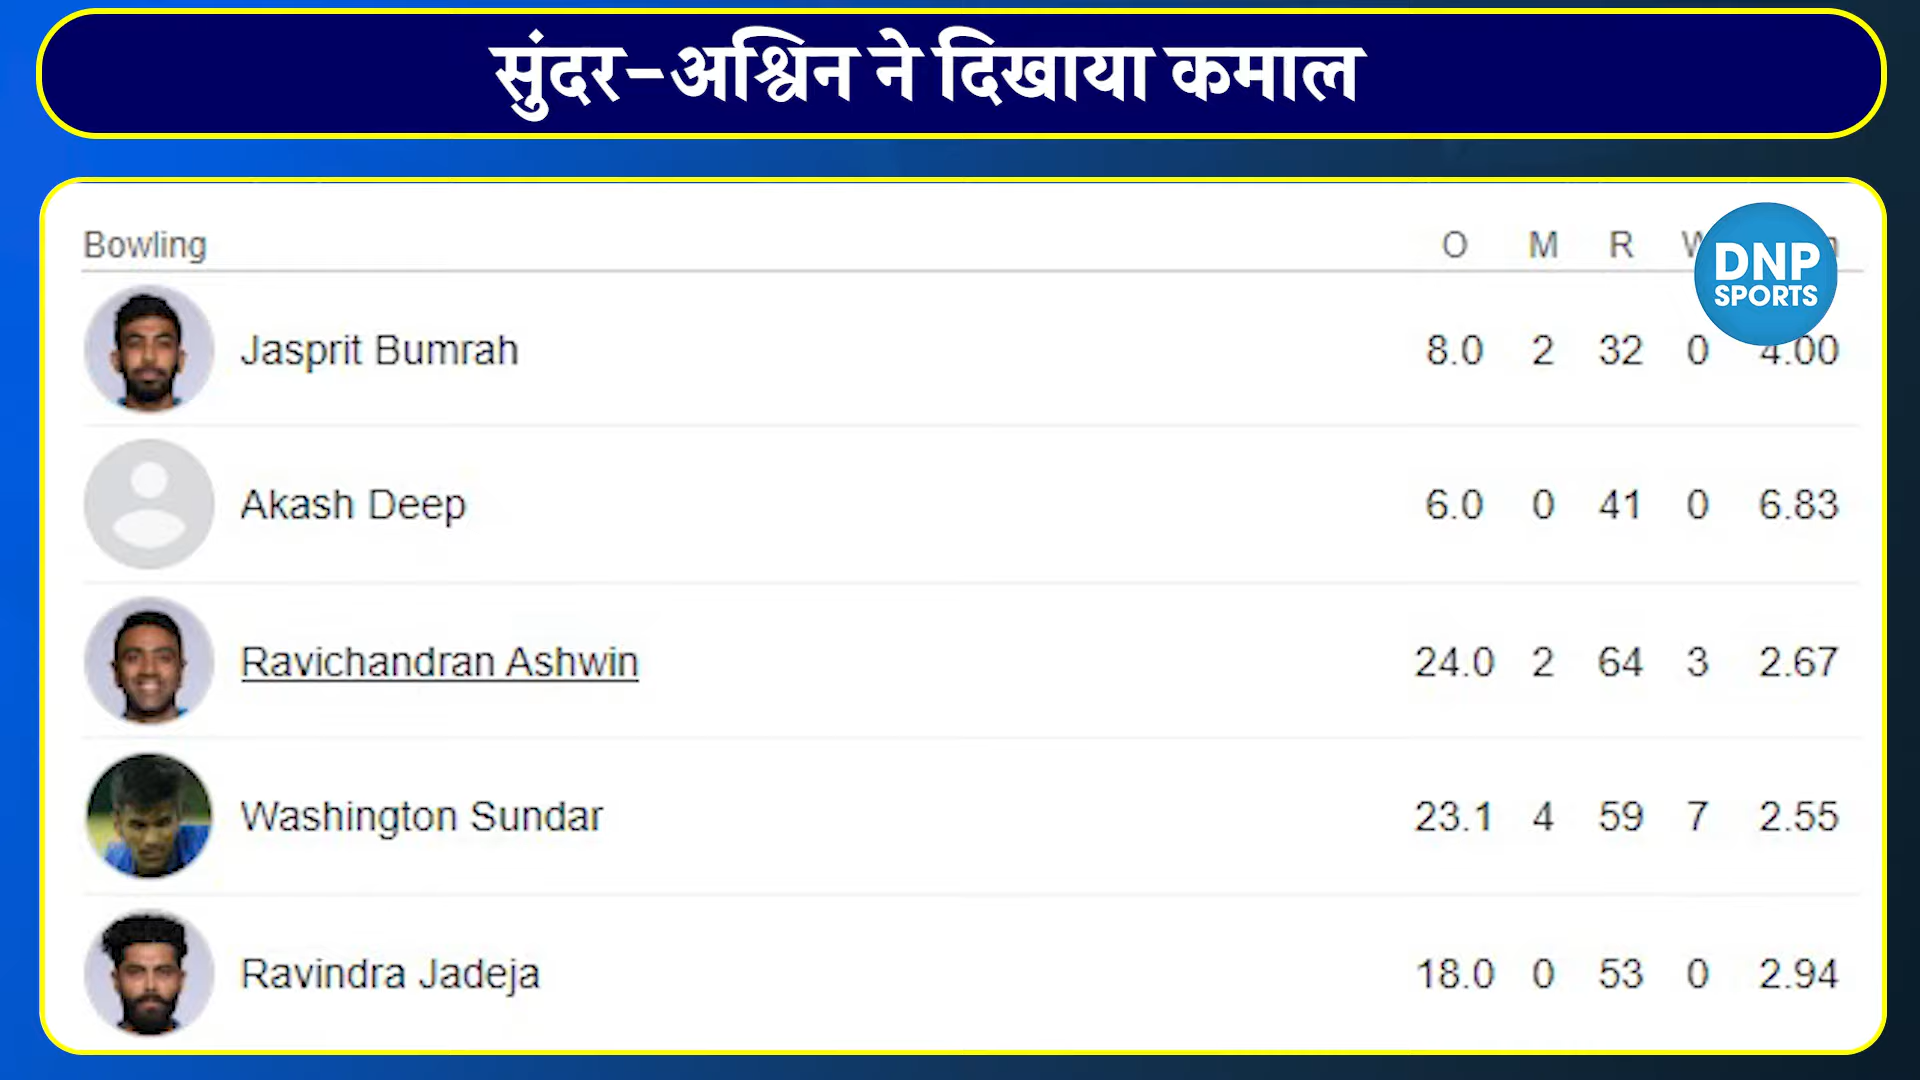 सुंदर-अश्विन ने दिखाया कमाल
Bowling O M R
DNP
SPORTS
Jasprit Bumrah 8.0 2 32 0 4.00
Akash Deep 6.0 0 41 0 6.83
Ravichandran Ashwin 24.0 2 64 3 2.67
Washington Sundar 23.1 4 59 7 2.55
Ravindra Jadeja 18.0 0 53 0 2.94